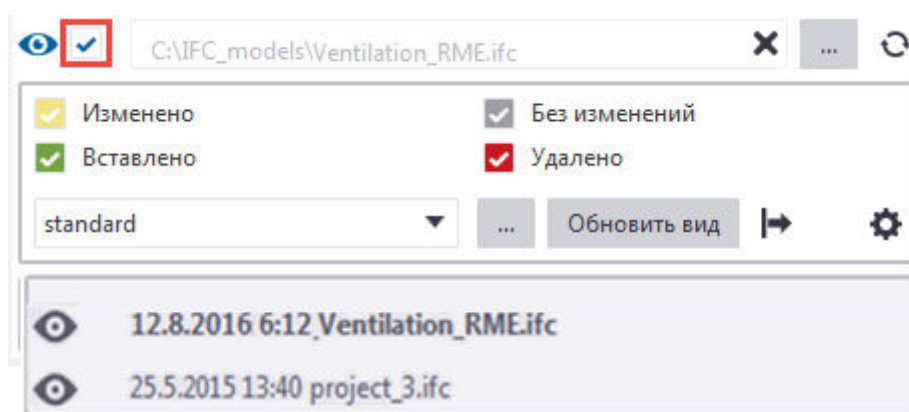 C:\IFC_models\Ventilation_RME.ifc ...
Изменено Без изменений
Вставлено Удалено
standard ... Обновить вид
12.8.2016 6:12 Ventilation_RME.ifc
25.5.2015 13:40 project_3.ifc